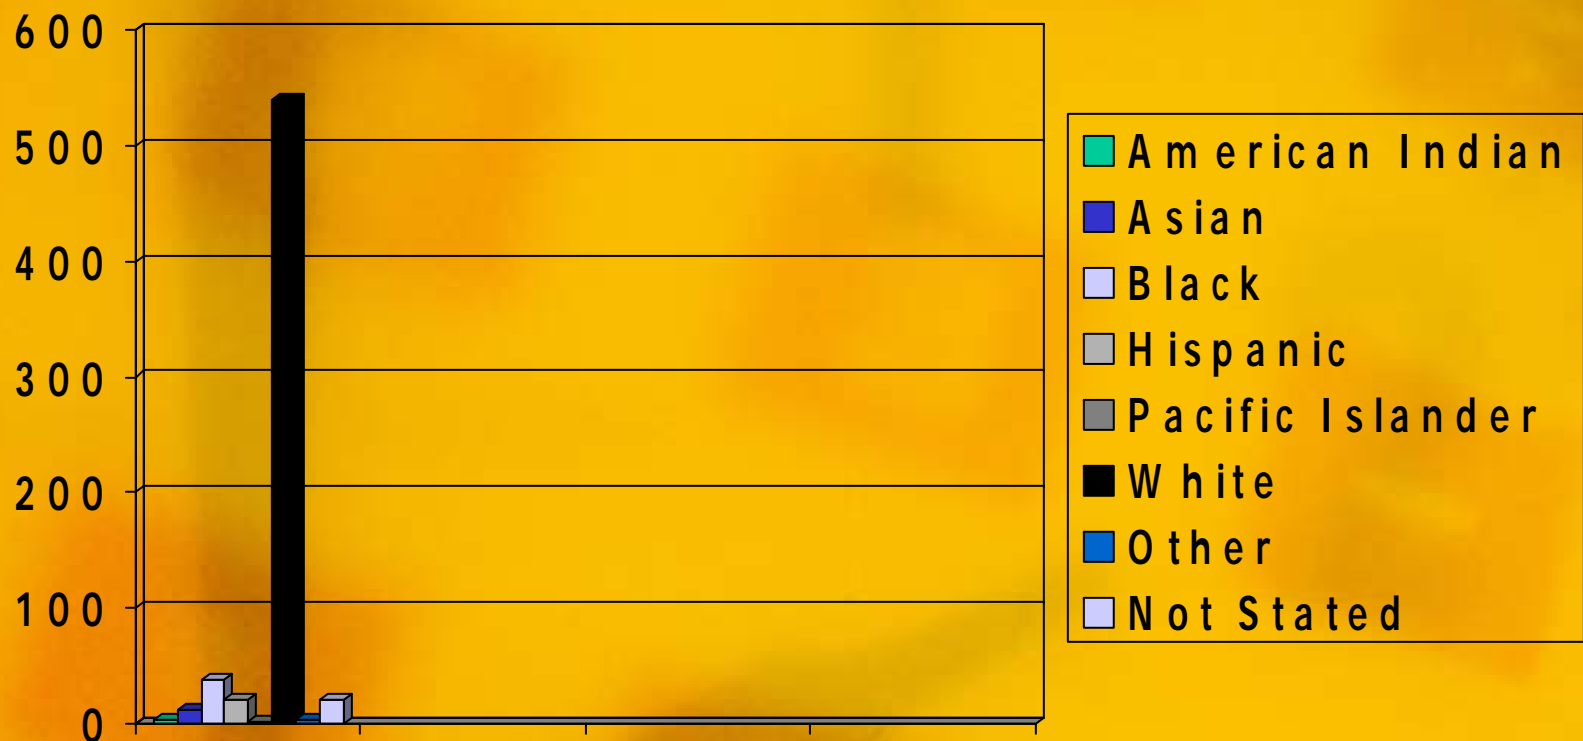 600
500
400
300
200
100
0
American Indian
Asian
Black
Hispanic
Pacific Islander
White
Other
Not Stated